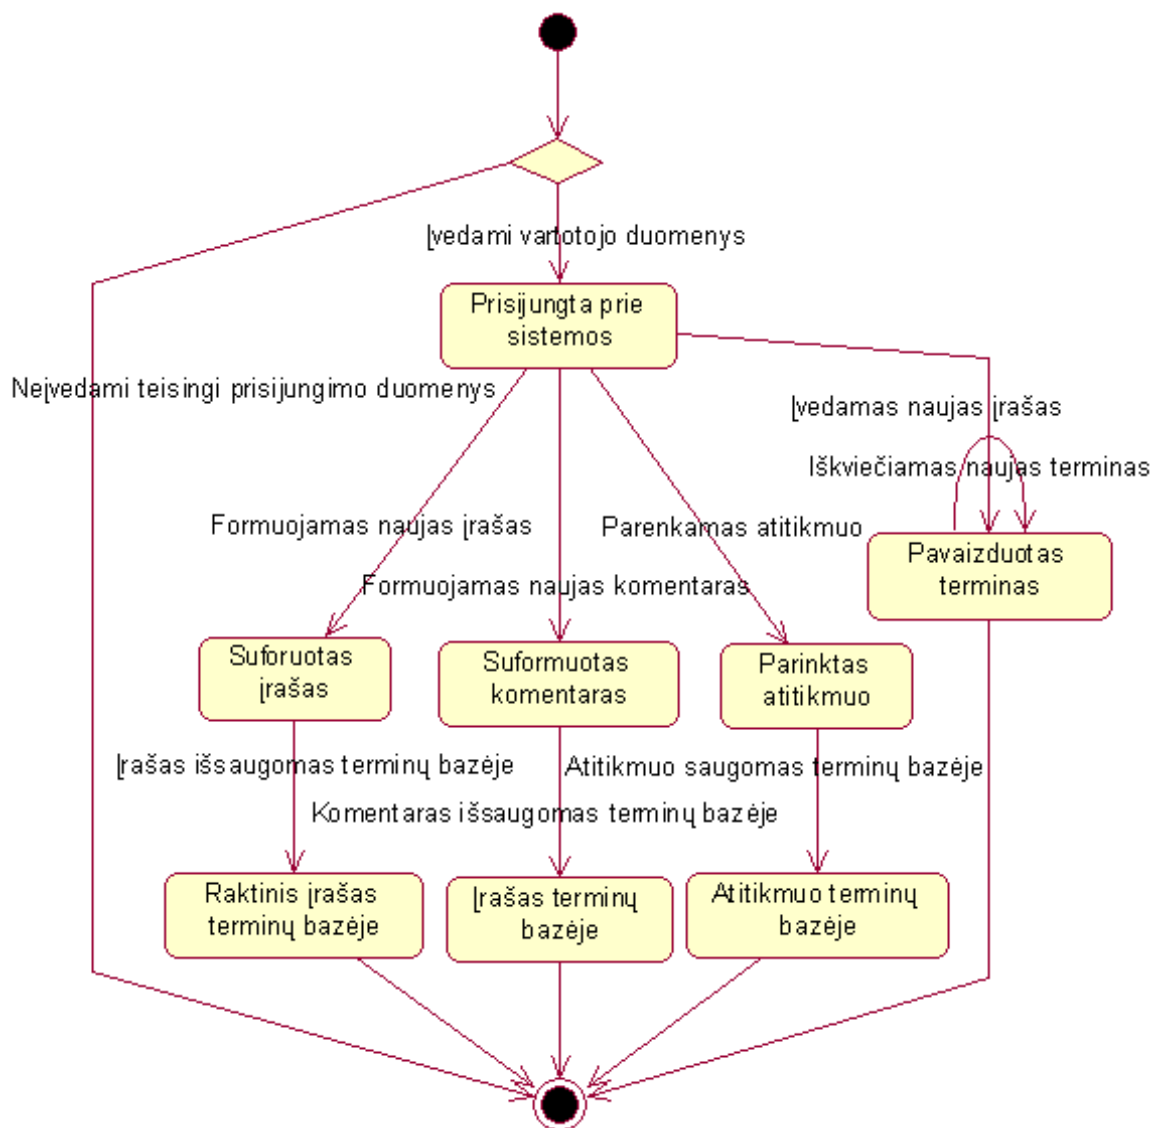 Įvedami vartotojo duomenys
Prisijungta prie
sistemos
Neįvedami teisingi prisijungimo duomenys
Įvedamas naujas įrašas
Iškviečiamas naujas terminas
Formuojamas naujas įrašas
Parenkamas atitikmuo
Pavaizduotas
terminas
Formuojamas naujas komentaras
Suforuotas
įrašas
Suformuotas
komentaras
Parinktas
atitikmuo
Įrašas išsaugomas terminų bazėje
Atitikmuo saugomas terminų bazėje
Komentaras išsaugomas terminų bazėje
Raktinis įrašas
terminų bazėje
Įrašas terminų
bazėje
Atitikmuo terminų
bazėje